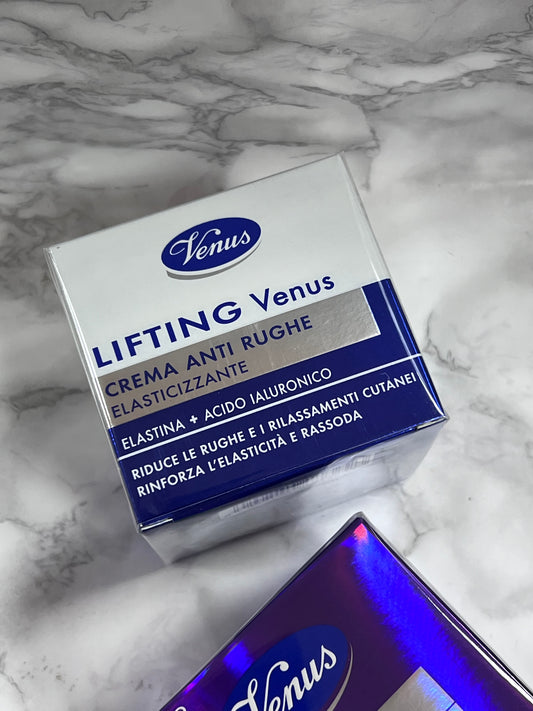 Venus
LIFTING Venus
CREMA ANTI RUGHE
ELASTICIZZANTE
ELASTINA + ACIDO IALURONICO
RIDUCE LE RUGHE E I RILASSAMENTI CUTANEI
RINFORZA L'ELASTICITÀ E RASSODA
Venus